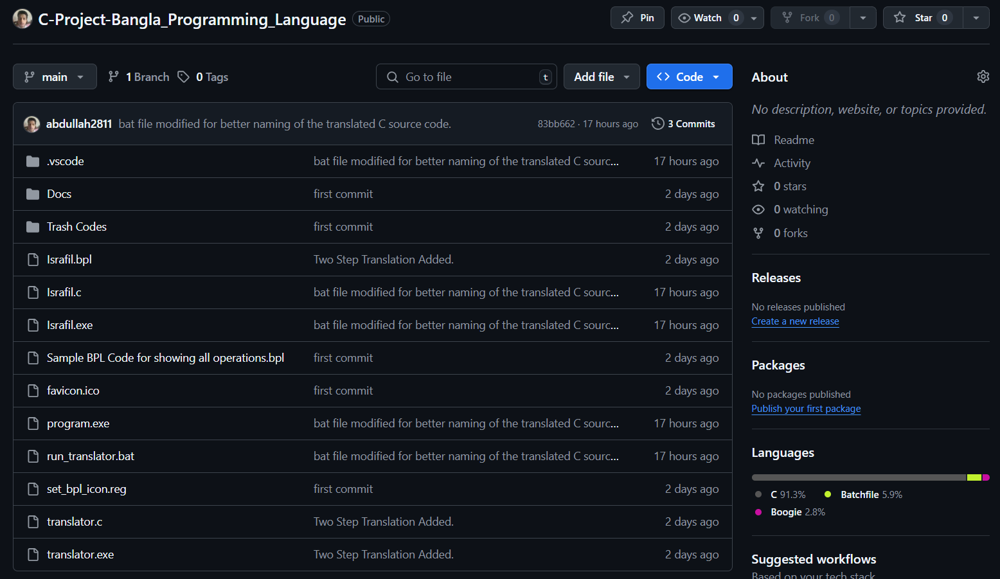 C-Project-Bangla_Programming_Language Public Pin Watch 0 Fork 0 Star 0
main 1 Branch 0 Tags Go to file t Add file Code
abdullah2811 bat file modified for better naming of the translated C source code. 83bb662 · 17 hours ago 3 Commits
.vscode bat file modified for better naming of the translated C sourc... 17 hours ago
Docs first commit 2 days ago
Trash Codes first commit 2 days ago
Israfil.bpl Two Step Translation Added. 2 days ago
Israfil.c bat file modified for better naming of the translated C sourc... 17 hours ago
Israfil.exe bat file modified for better naming of the translated C sourc... 17 hours ago
Sample BPL Code for showing all operations.bpl first commit 2 days ago
favicon.ico first commit 2 days ago
program.exe bat file modified for better naming of the translated C sourc... 17 hours ago
run_translator.bat bat file modified for better naming of the translated C sourc... 17 hours ago
set_bpl_icon.reg first commit 2 days ago
translator.c Two Step Translation Added. 2 days ago
translator.exe Two Step Translation Added. 2 days ago
About
No description, website, or topics provided.
Readme
Activity
0 stars
0 watching
0 forks
Releases
No releases published
Create a new release
Packages
No packages published
Publish your first package
Languages
C 91.3% Batchfile 5.9%
Boogie 2.8%
Suggested workflows
Based on your tech stack